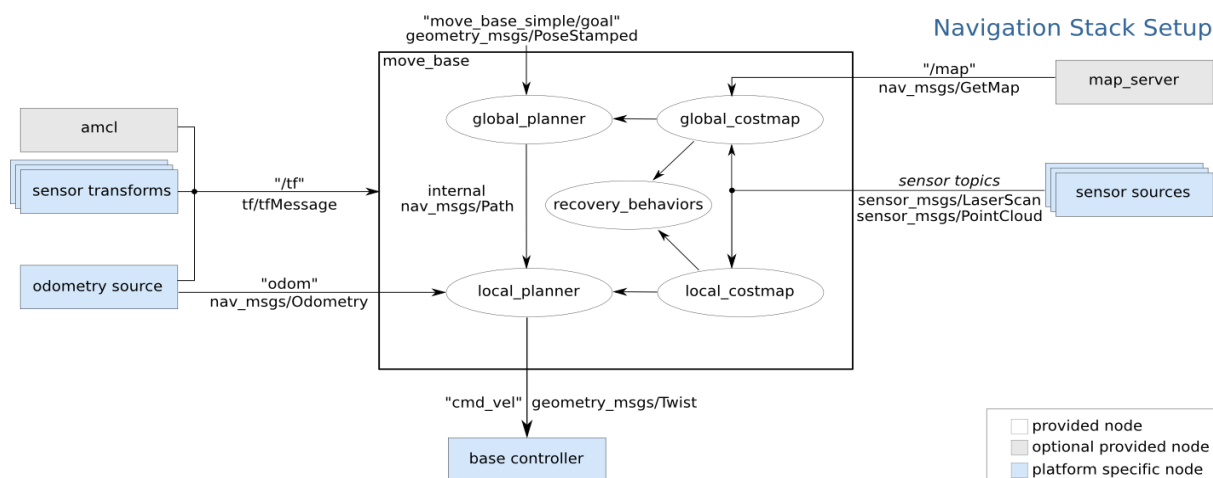 Navigation Stack Setup
"move_base_simple/goal"
geometry_msgs/PoseStamped
move_base
"/map"
nav_msgs/GetMap
map_server
amcl
global_planner
global_costmap
sensor transforms
"/tf"
tf/tfMessage
internal
nav_msgs/Path
recovery_behaviors
sensor topics
sensor_msgs/LaserScan
sensor_msgs/PointCloud
sensor sources
odometry source
"odom"
nav_msgs/Odometry
local_planner
local_costmap
"cmd_vel" geometry_msgs/Twist
base controller
provided node
optional provided node
platform specific node